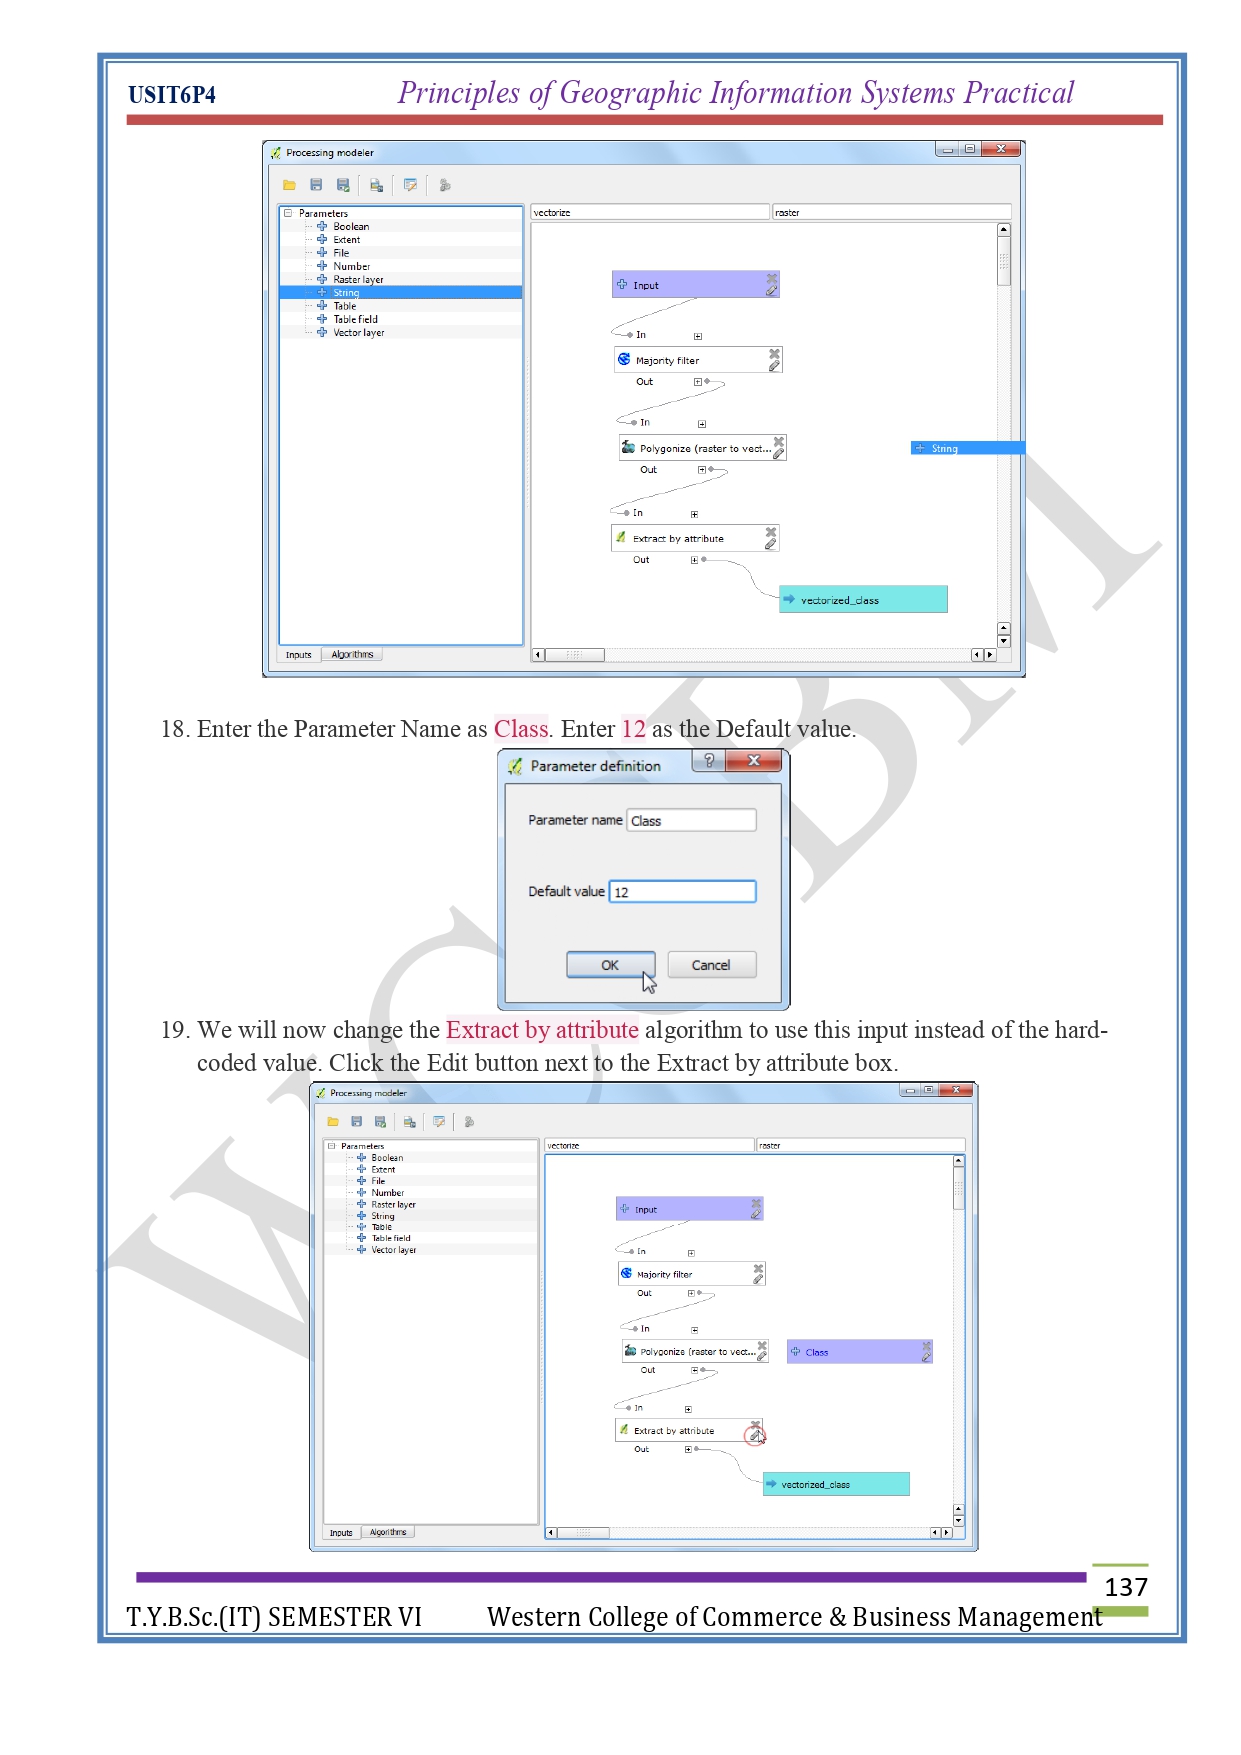 USIT6P4 Principles of Geographic Information Systems Practical
Processing modeler
Parameters
Boolean
Extent
File
Number
Raster layer
String
Table
Table field
Vector layer
Inputs Algorithms
vectorize raster
Input
In
Majority filter
Out
In
Polygonize (raster to vect...
Out
String
In
Extract by attribute
Out
vectorized_class
18. Enter the Parameter Name as Class. Enter 12 as the Default value.
Parameter definition
Parameter name Class
Default value 12
OK Cancel
19. We will now change the Extract by attribute algorithm to use this input instead of the hard-
coded value. Click the Edit button next to the Extract by attribute box.
Processing modeler
Parameters
Boolean
Extent
File
Number
Raster layer
String
Table
Table field
Vector layer
Inputs Algorithms
vectorize raster
Input
In
Majority filter
Out
In
Polygonize (raster to vect... Class
Out
In
Extract by attribute
Out
vectorized_class
137
T.Y.B.Sc.(IT) SEMESTER VI Western College of Commerce & Business Management
WCCBM